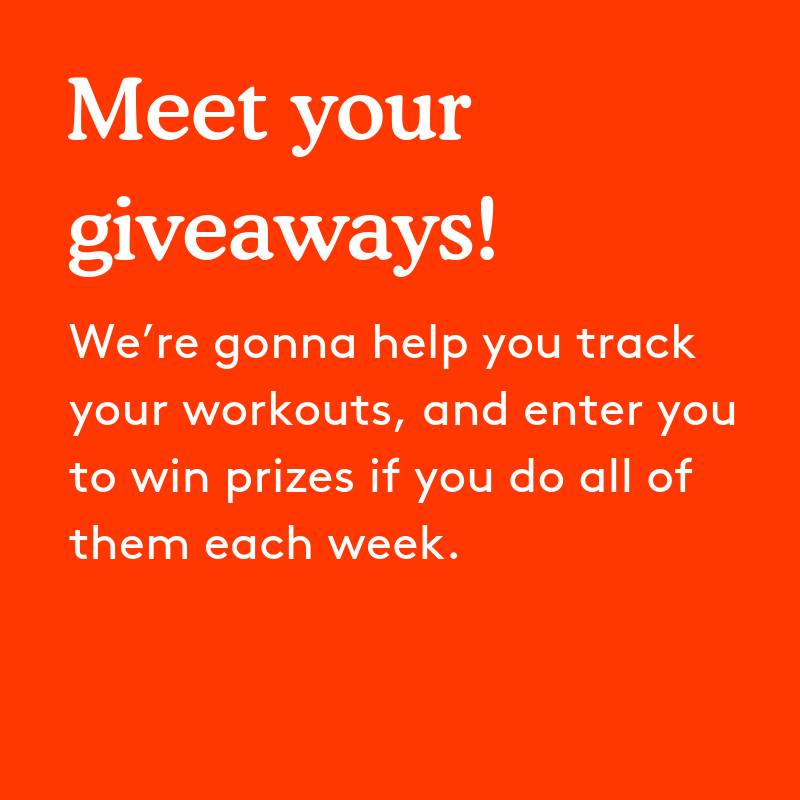 Meet your
giveaways!
We’re gonna help you track
your workouts, and enter you
to win prizes if you do all of
them each week.